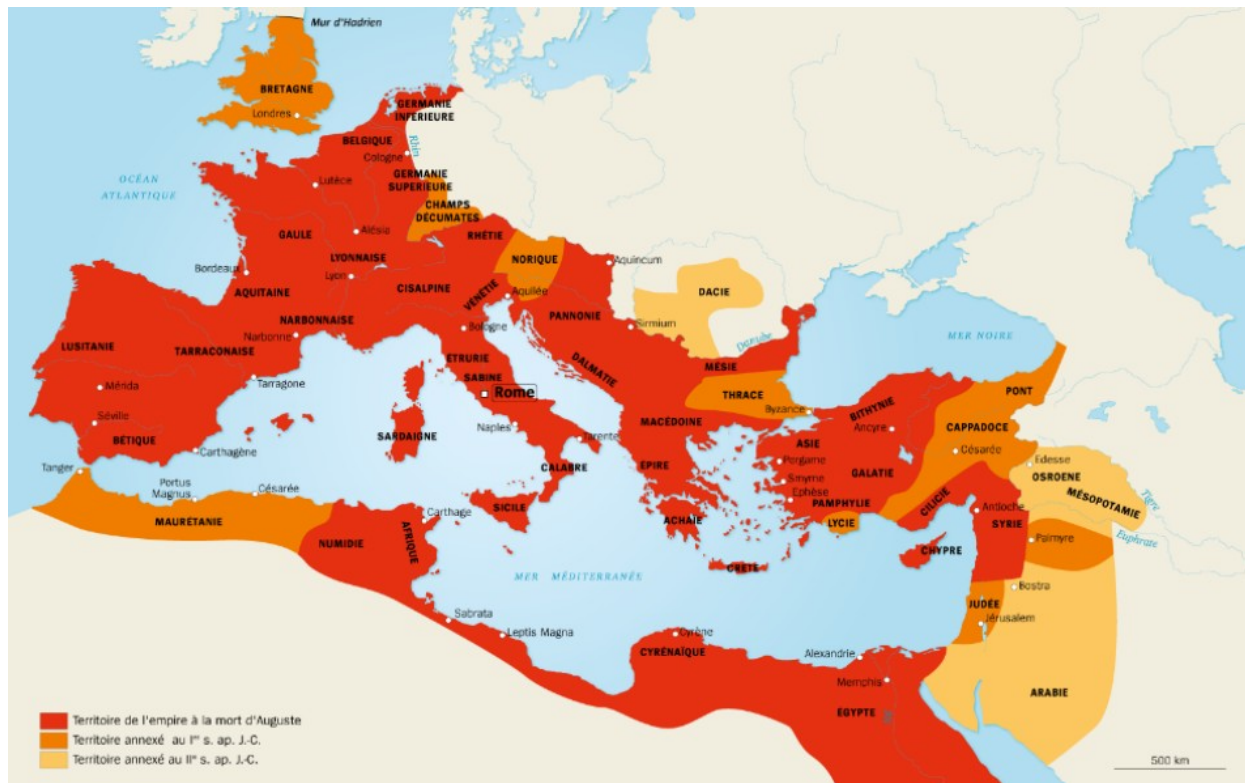 Mur d'Hadrien
BRETAGNE
Londres
GERMANIE
INFÉRIEURE
BELGIQUE
Cologne
Rhin
OCÉAN
ATLANTIQUE
Lutèce
GERMANIE
SUPÉRIEURE
CHAMPS
DÉCUMATES
Alésia
RHÉTIE
GAULE
LYONNAISE
NORIQUE
Aquincum
Bordeaux
Lyon
CISALPINE
VÉNÉTIE
Aquilée
DACIE
AQUITAINE
PANNONIE
Sirmium
NARBONNAISE
Narbonne
Bologne
Danube
MER NOIRE
LUSITANIE
TARRACONAISE
ETRURIE
SABINE
DALMATIE
MÉSIE
Mérida
Tarragone
Rome
THRACE
PONT
Byzance
BITHYNIE
Séville
BÉTIQUE
SARDAIGNE
Naples
Tarente
MACÉDOINE
Ancyre
CAPPADOCE
Carthagène
CALABRE
ÉPIRE
ASIE
Pergame
Césarée
Edesse
OSROENE
Tanger
Portus
Magnus
Césarée
Smyrne
GALATIE
Ephèse
MÉSOPOTAMIE
Tigre
MAURÉTANIE
Carthage
SICILE
ACHAÏE
PAMPHYLIE
LYCIE
CILICIE
Antioche
SYRIE
Euphrate
NUMIDIE
AFRIQUE
CHYPRE
Palmyre
MER MÉDITERRANÉE
CRÈTE
Bostra
JUDÉE
Sabrata
Leptis Magna
Cyrène
Jérusalem
CYRÉNAÏQUE
Alexandrie
Memphis
ARABIE
ÉGYPTE
Territoire de l'empire à la mort d'Auguste
Territoire annexé au Ier s. ap. J.-C.
Territoire annexé au IIe s. ap. J.-C.
500 km